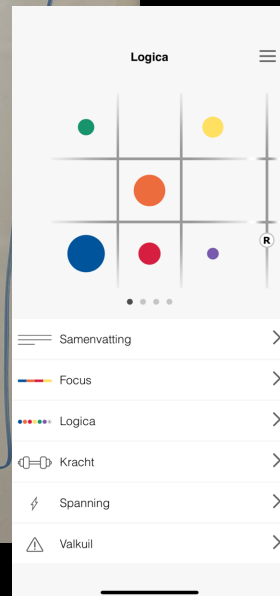 Logica
R
Samenvatting
Focus
Logica
Kracht
Spanning
Valkuil